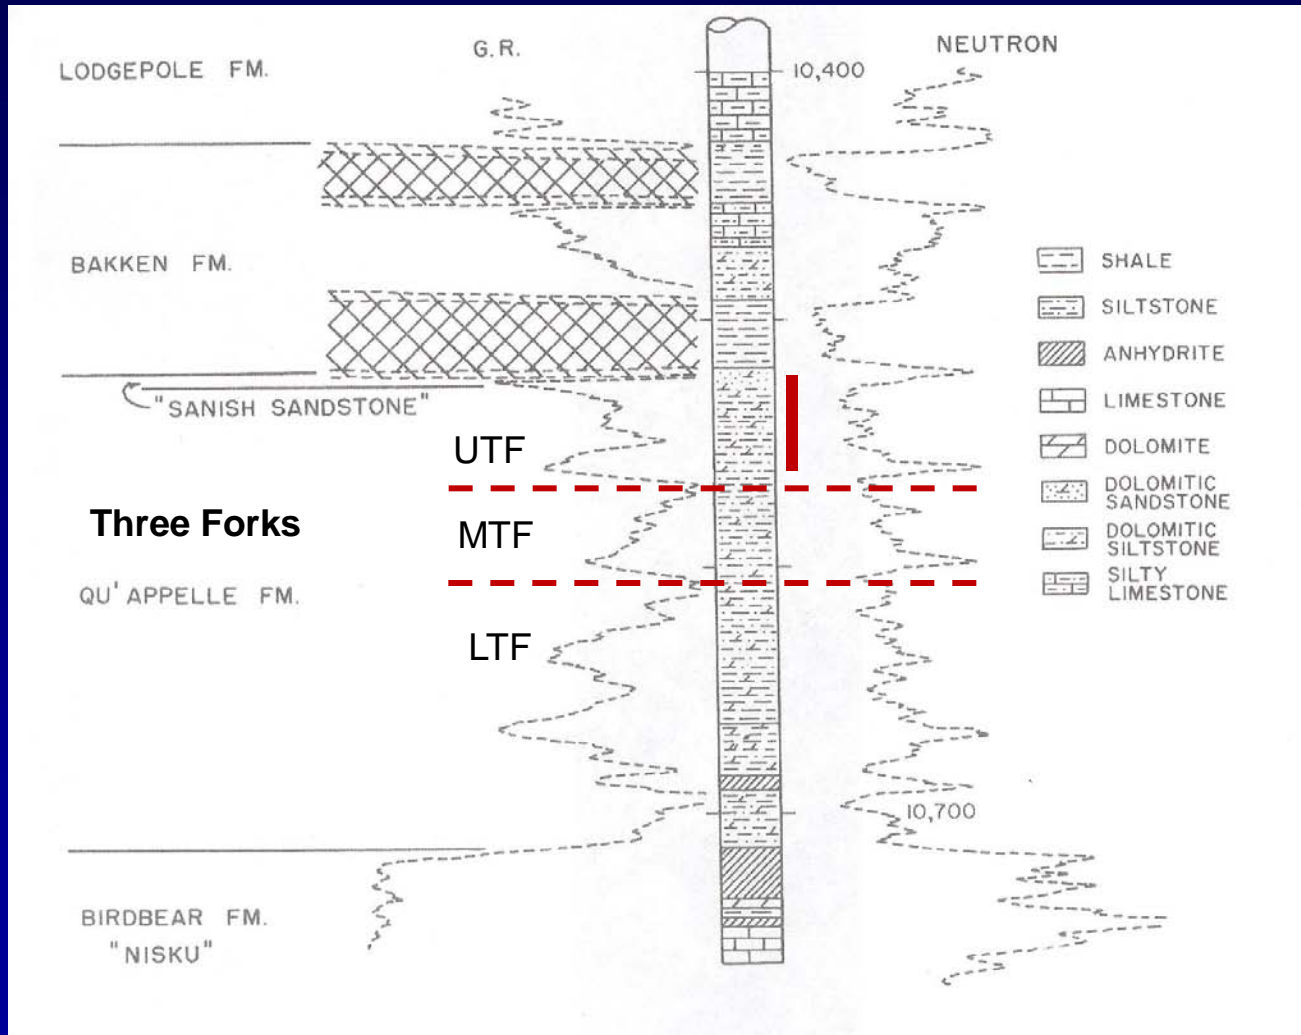 G.R.
NEUTRON
LODGEPOLE FM.
10,400
BAKKEN FM.
"SANISH SANDSTONE"
UTF
Three Forks
MTF
QU'APPELLE FM.
LTF
10,700
BIRDBEAR FM.
"NISKU"
SHALE
SILTSTONE
ANHYDRITE
LIMESTONE
DOLOMITE
DOLOMITIC
SANDSTONE
DOLOMITIC
SILTSTONE
SILTY
LIMESTONE